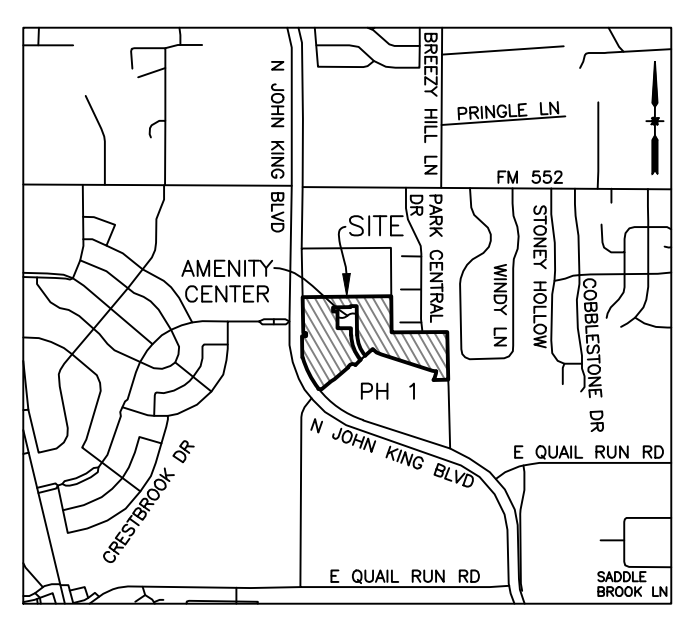 N JOHN KING BLVD
BREEZY HILL LN
PRINGLE LN
FM 552
SITE
PARK CENTRAL
DR
AMENITY
CENTER
WINDY LN
STONEY HOLLOW
COBBLESTONE DR
PH 1
N JOHN KING BLVD
E QUAIL RUN RD
CRESTBROOK DR
E QUAIL RUN RD
SADDLE
BROOK LN